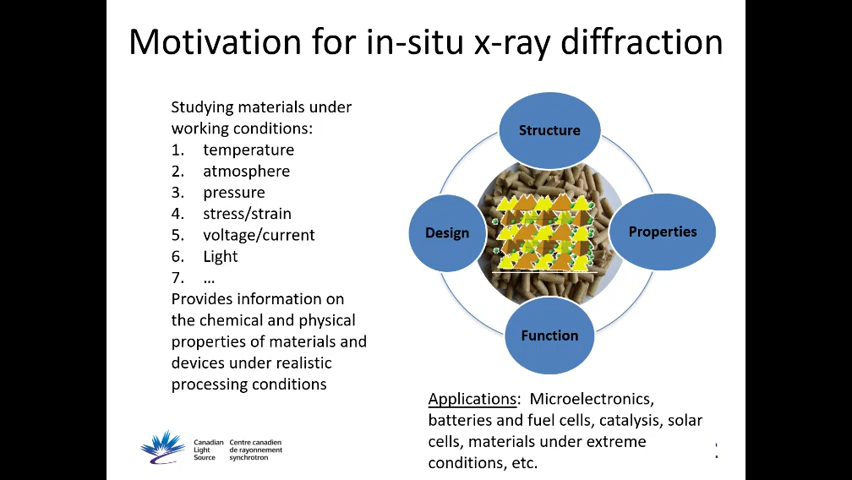 Motivation for in-situ x-ray diffraction
Studying materials under
working conditions:
1. temperature
2. atmosphere
3. pressure
4. stress/strain
5. voltage/current
6. Light
7. …
Provides information on
the chemical and physical
properties of materials and
devices under realistic
processing conditions
Structure
Design
Properties
Function
Applications: Microelectronics,
batteries and fuel cells, catalysis, solar
cells, materials under extreme
conditions, etc.
Canadian Centre canadien
Light de rayonnement
Source synchrotron